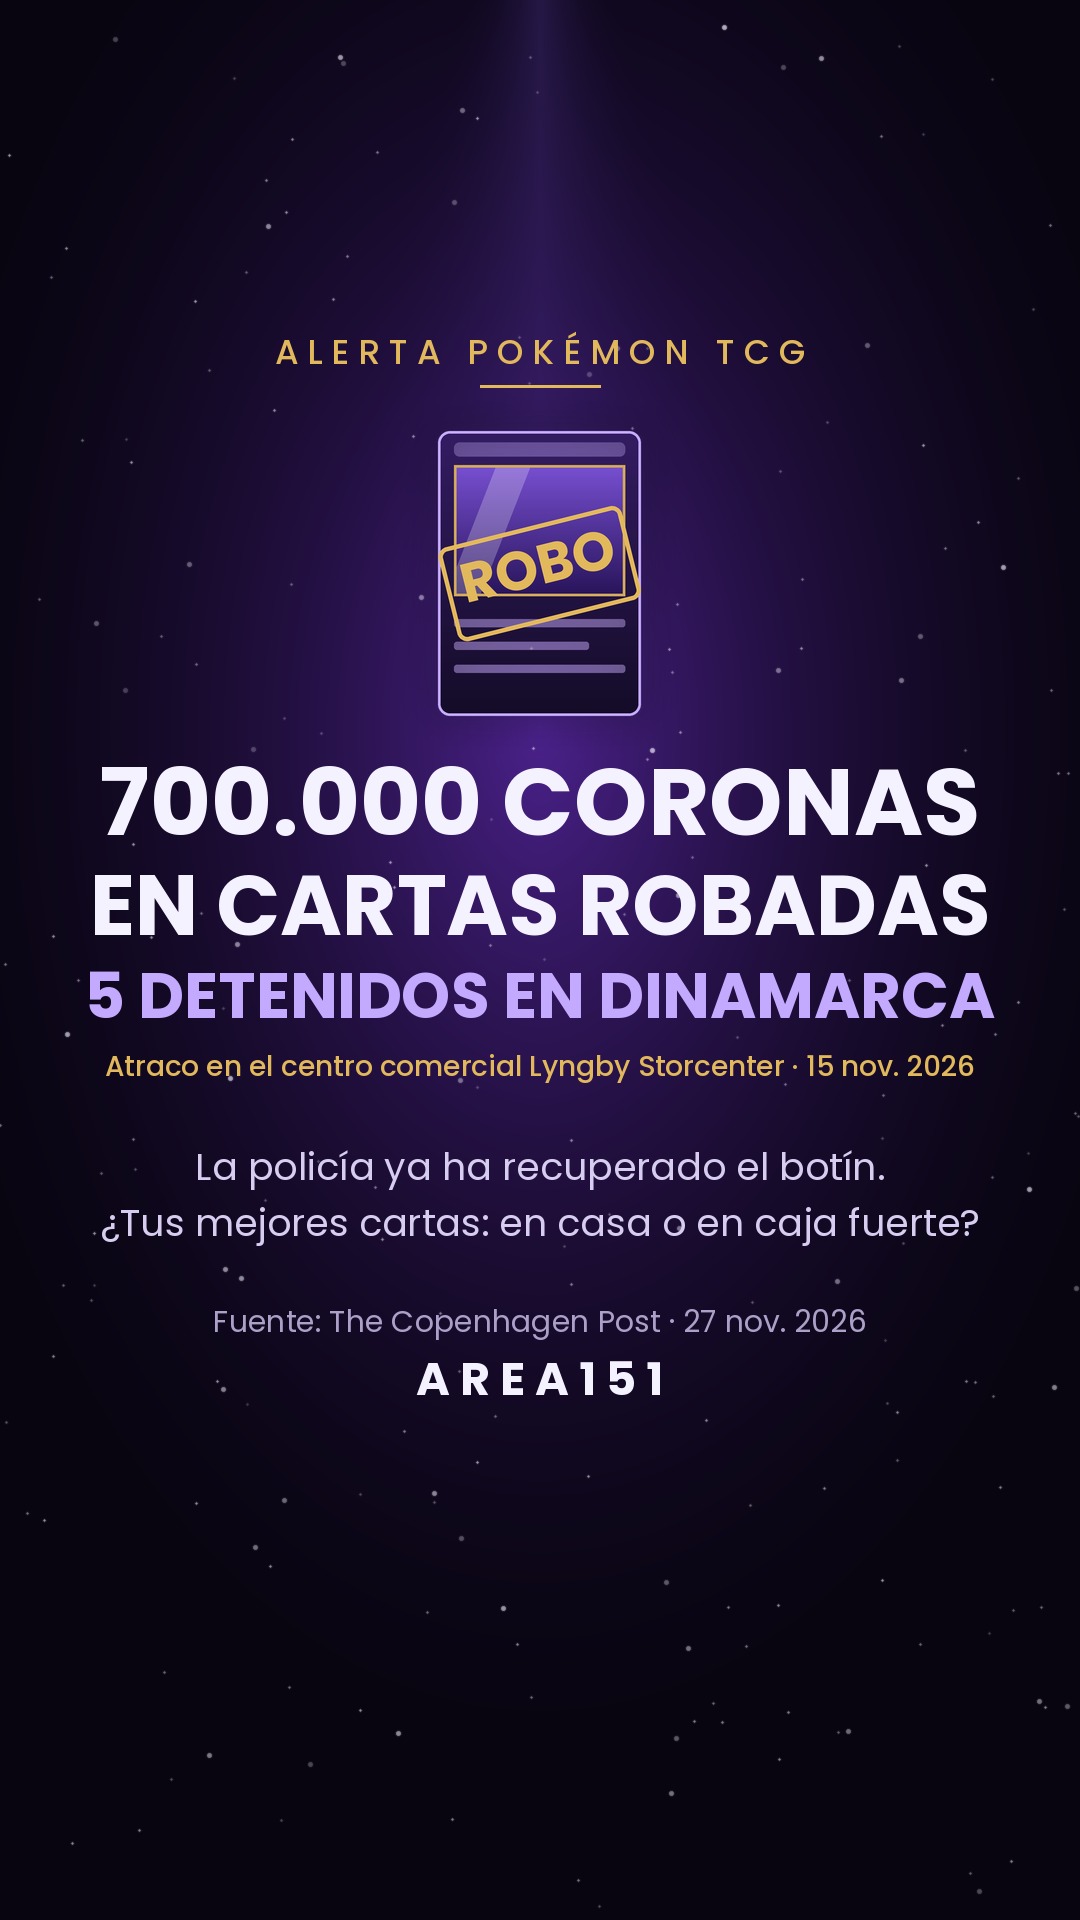 ALERTA POKÉMON TCG
ROBO
700.000 CORONAS
EN CARTAS ROBADAS
5 DETENIDOS EN DINAMARCA
Atraco en el centro comercial Lyngby Storcenter · 15 nov. 2026
La policía ya ha recuperado el botín.
¿Tus mejores cartas: en casa o en caja fuerte?
Fuente: The Copenhagen Post · 27 nov. 2026
AREA151